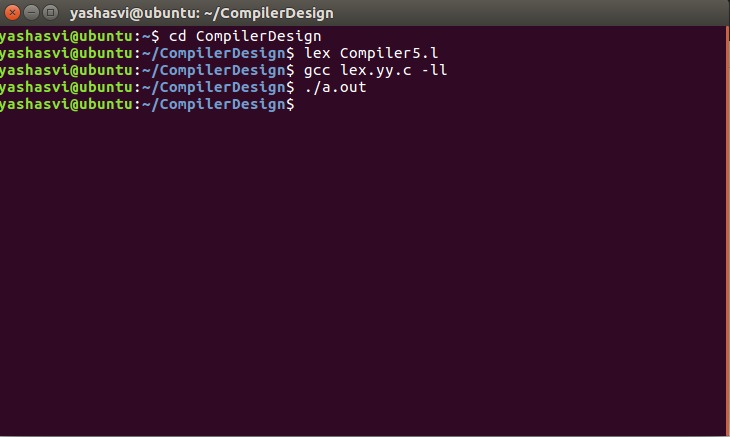 yashasvi@ubuntu: ~/CompilerDesign
yashasvi@ubuntu:~$ cd CompilerDesign
yashasvi@ubuntu:~/CompilerDesign$ lex Compiler5.l
yashasvi@ubuntu:~/CompilerDesign$ gcc lex.yy.c -ll
yashasvi@ubuntu:~/CompilerDesign$ ./a.out
yashasvi@ubuntu:~/CompilerDesign$